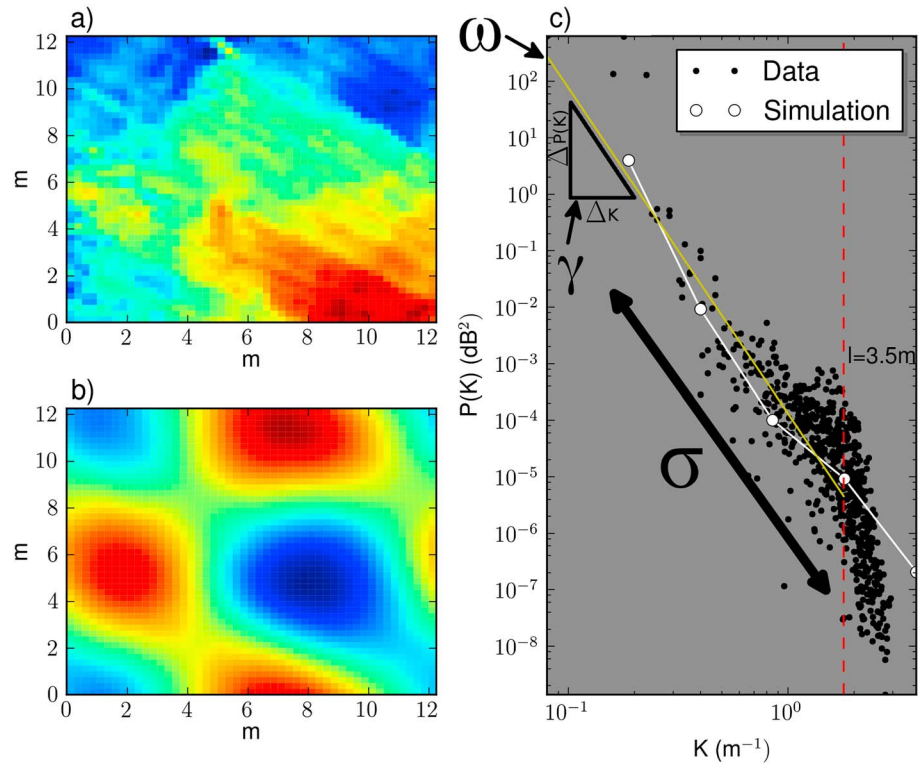 a)
12
10
8
6
4
2
0
m
0 2 4 6 8 10 12
m
b)
12
10
8
6
4
2
0
m
0 2 4 6 8 10 12
m
c)
ω
Data
Simulation
10²
10¹
10⁰
10⁻¹
10⁻²
10⁻³
10⁻⁴
10⁻⁵
10⁻⁶
10⁻⁷
10⁻⁸
P(K) (dB²)
Δ P(K)
Δ K
γ
l=3.5m
σ
10⁻¹ 10⁰
K (m⁻¹)